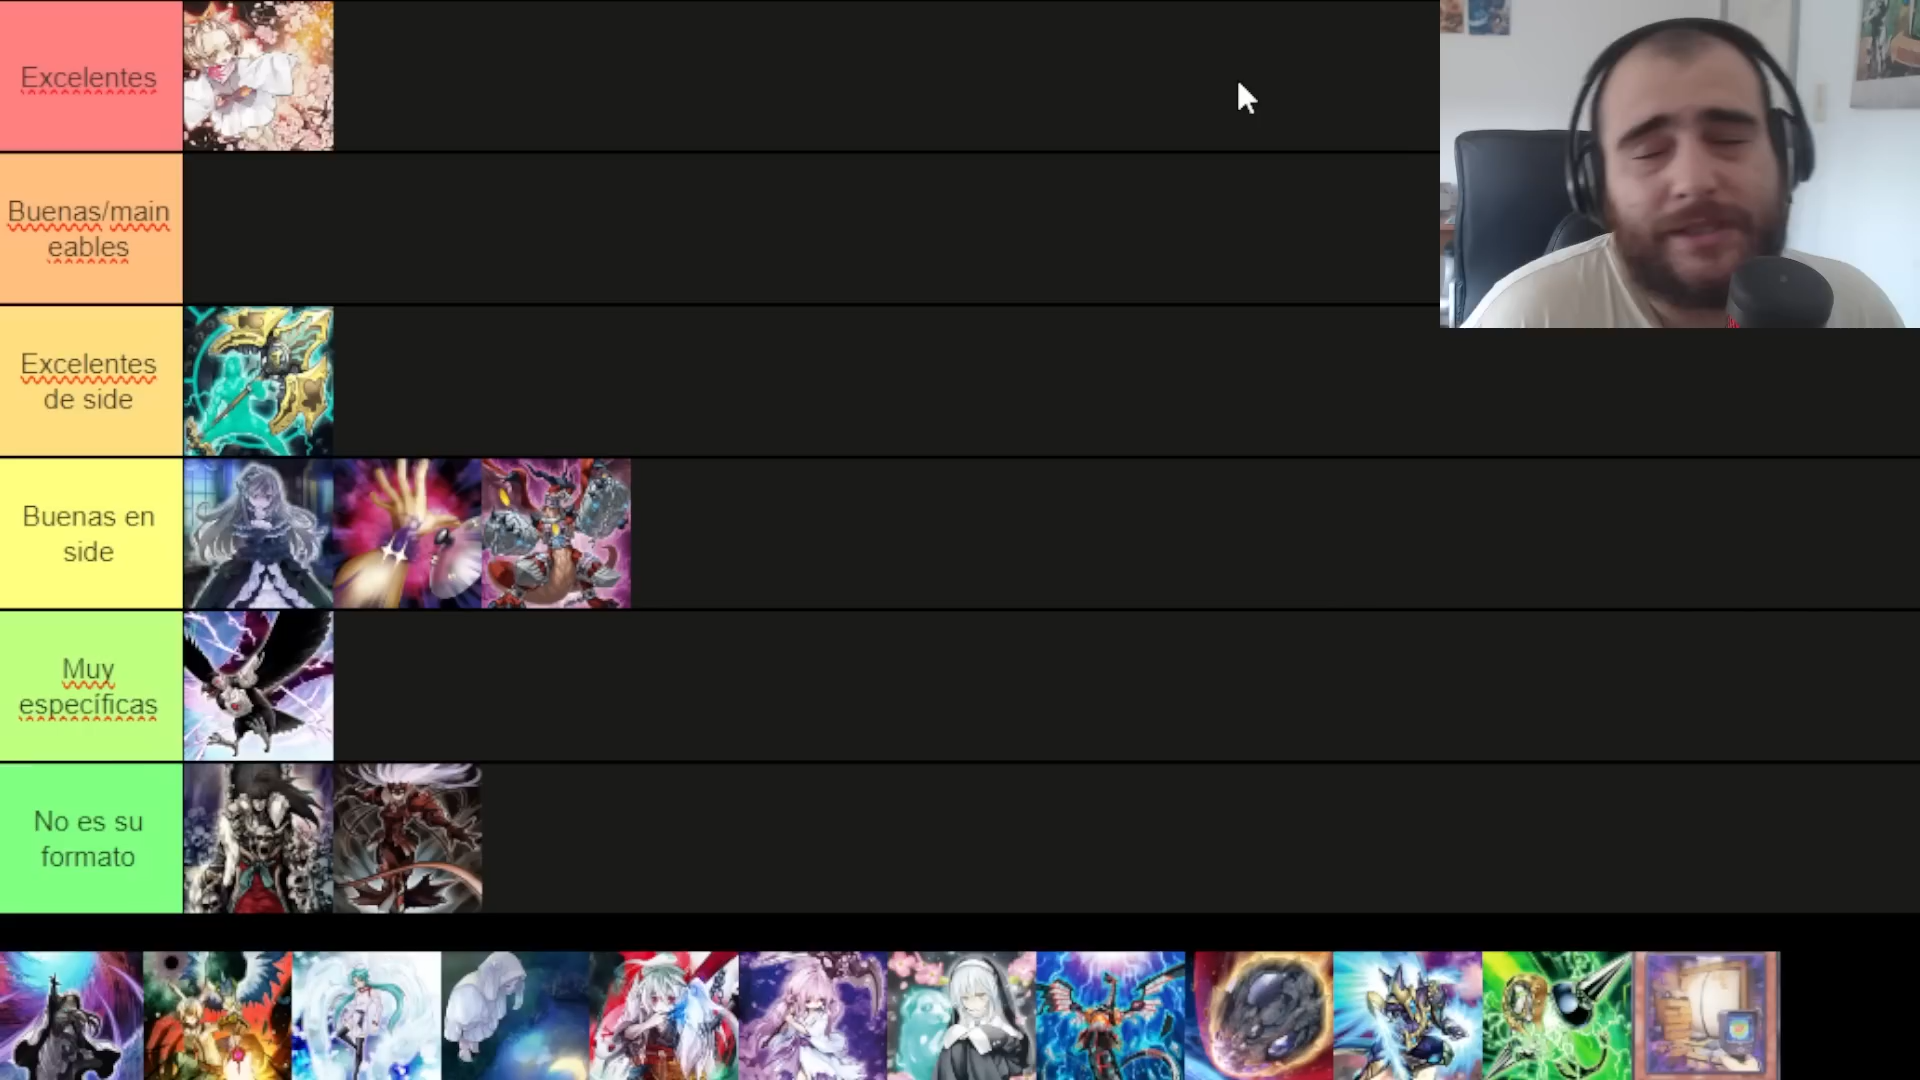 Excelentes
Buenas/main
eables
Excelentes
de side
Buenas en
side
Muy
específicas
No es su
formato